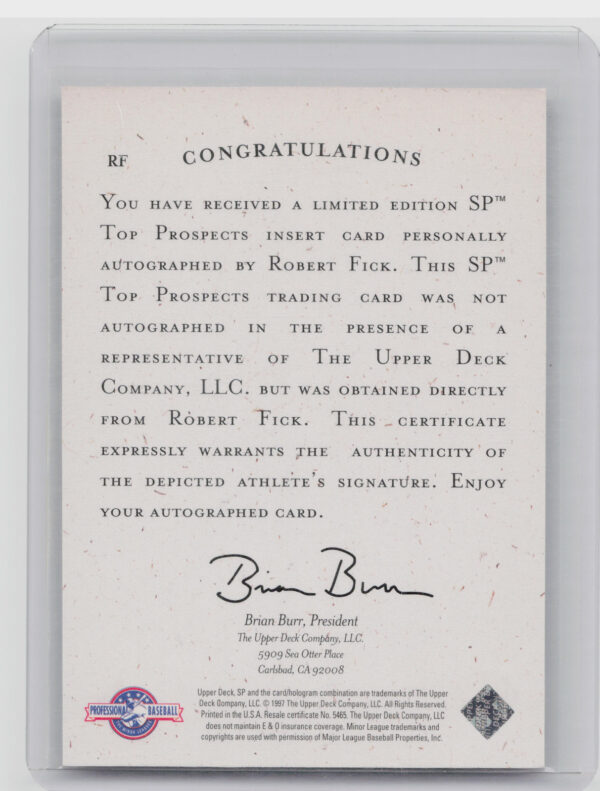 RF
CONGRATULATIONS
YOU HAVE RECEIVED A LIMITED EDITION SP™
TOP PROSPECTS INSERT CARD PERSONALLY
AUTOGRAPHED BY ROBERT FICK. THIS SP™
TOP PROSPECTS TRADING CARD WAS NOT
AUTOGRAPHED IN THE PRESENCE OF A
REPRESENTATIVE OF THE UPPER DECK
COMPANY, LLC. BUT WAS OBTAINED DIRECTLY
FROM ROBERT FICK. THIS CERTIFICATE
EXPRESSLY WARRANTS THE AUTHENTICITY OF
THE DEPICTED ATHLETE'S SIGNATURE. ENJOY
YOUR AUTOGRAPHED CARD.
Brian Burr
Brian Burr, President
The Upper Deck Company, LLC.
5909 Sea Otter Place
Carlsbad, CA 92008
Upper Deck, SP and the card/hologram combination are trademarks of The Upper
Deck Company, LLC. © 1997 The Upper Deck Company, LLC. All Rights Reserved.
Printed in the U.S.A. Resale certificate No. 5465. The Upper Deck Company, LLC
does not maintain E & O insurance coverage. Minor League trademarks and
copyrights are used with permission of Major League Baseball Properties, Inc.
PROFESSIONAL BASEBALL
THE MINOR LEAGUES